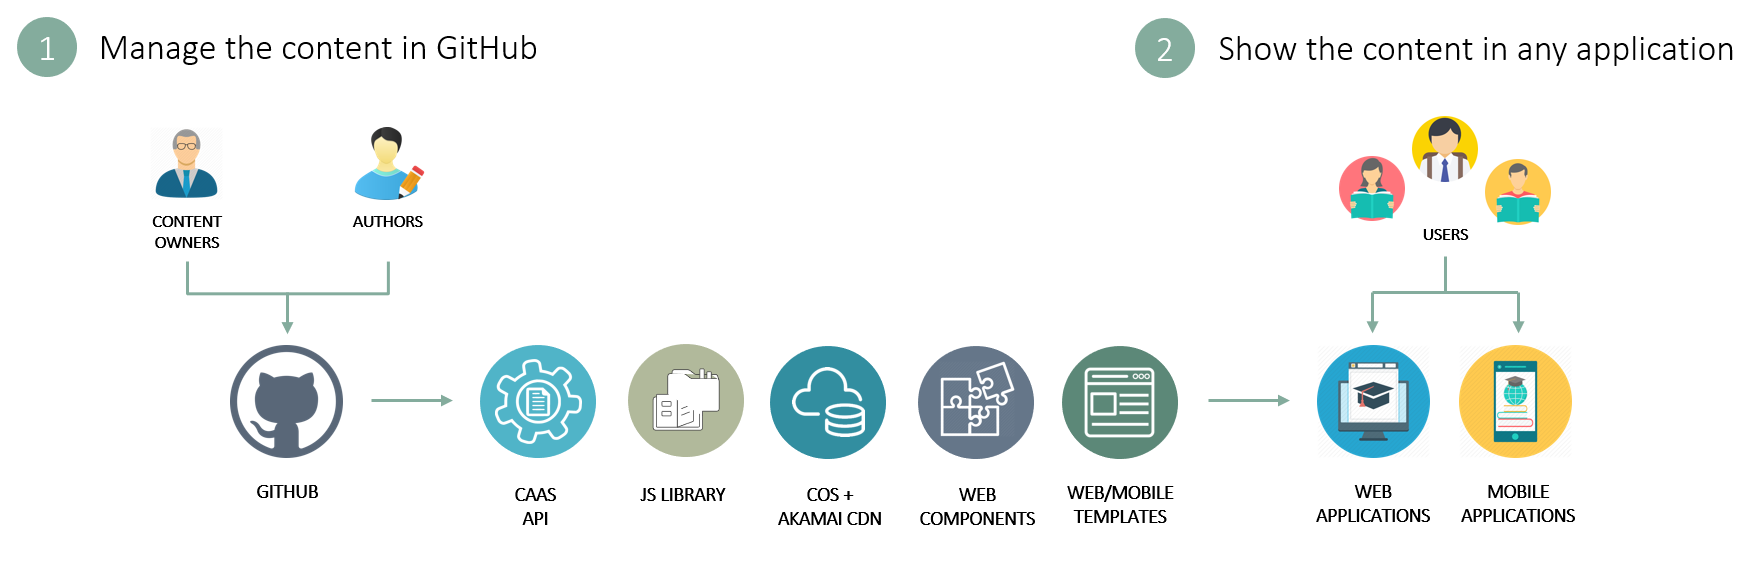 1 Manage the content in GitHub
2 Show the content in any application
CONTENT
OWNERS
AUTHORS
USERS
GITHUB
CAAS
API
JS LIBRARY
COS +
AKAMAI CDN
WEB
COMPONENTS
WEB/MOBILE
TEMPLATES
WEB
APPLICATIONS
MOBILE
APPLICATIONS